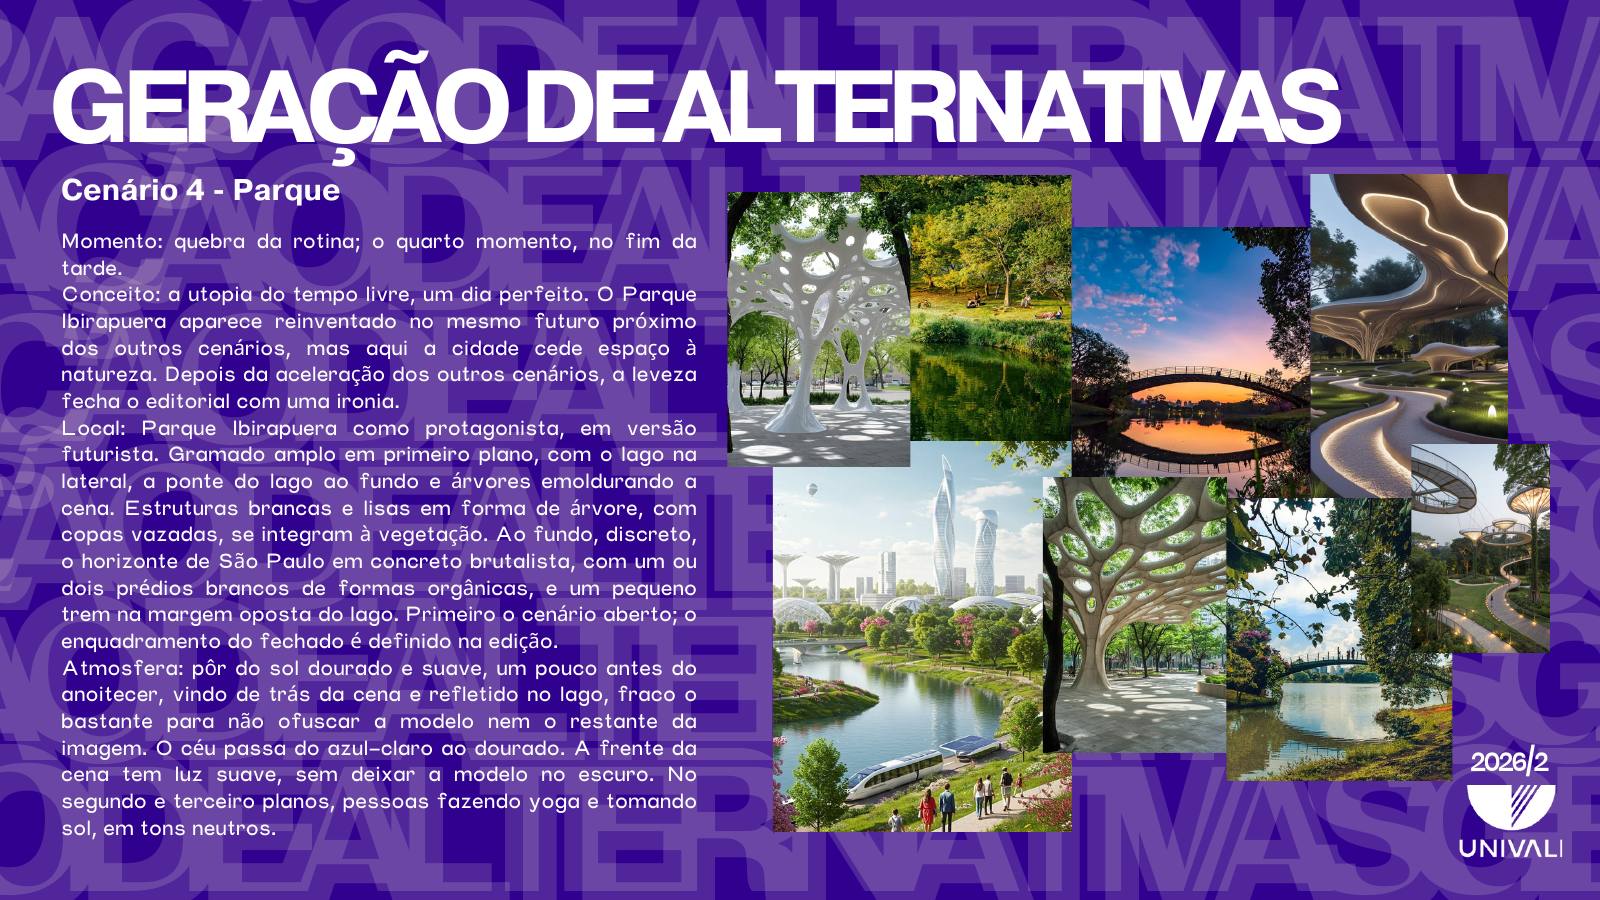 GERAÇÃO DE ALTERNATIVAS
Cenário 4 - Parque
Momento: quebra da rotina; o quarto momento, no fim da
tarde.
Conceito: a utopia do tempo livre, um dia perfeito. O Parque
Ibirapuera aparece reinventado no mesmo futuro próximo
dos outros cenários, mas aqui a cidade cede espaço à
natureza. Depois da aceleração dos outros cenários, a leveza
fecha o editorial com uma ironia.
Local: Parque Ibirapuera como protagonista, em versão
futurista. Gramado amplo em primeiro plano, com o lago na
lateral, a ponte do lago ao fundo e árvores emoldurando a
cena. Estruturas brancas e lisas em forma de árvore, com
copas vazadas, se integram à vegetação. Ao fundo, discreto,
o horizonte de São Paulo em concreto brutalista, com um ou
dois prédios brancos de formas orgânicas, e um pequeno
trem na margem oposta do lago. Primeiro o cenário aberto; o
enquadramento do fechado é definido na edição.
Atmosfera: pôr do sol dourado e suave, um pouco antes do
anoitecer, vindo de trás da cena e refletido no lago, fraco o
bastante para não ofuscar a modelo nem o restante da
imagem. O céu passa do azul-claro ao dourado. A frente da
cena tem luz suave, sem deixar a modelo no escuro. No
segundo e terceiro planos, pessoas fazendo yoga e tomando
sol, em tons neutros.
2026/2
UNIVALI